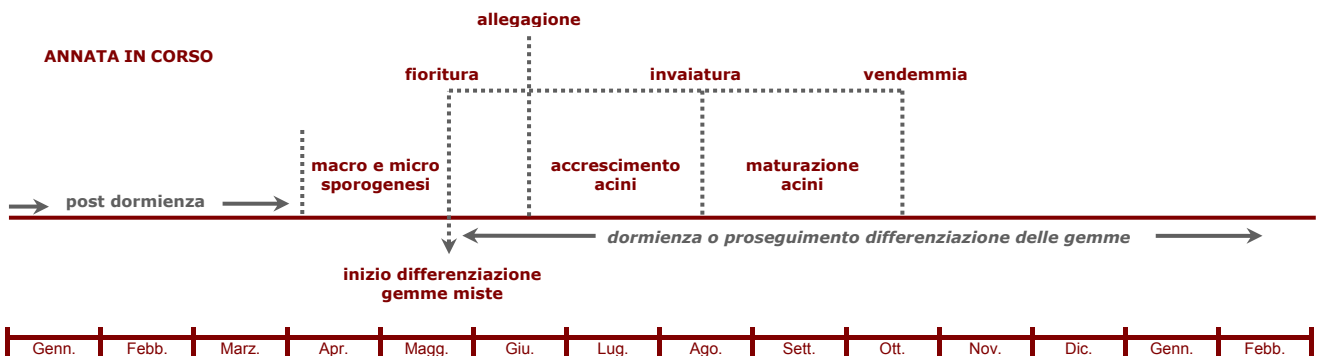 allegagione
ANNATA IN CORSO
fioritura
invaiatura
vendemmia
macro e micro
sporogenesi
accrescimento
acini
maturazione
acini
post dormienza
dormienza o proseguimento differenziazione delle gemme
inizio differenziazione
gemme miste
Genn. Febb. Marz. Apr. Magg. Giu. Lug. Ago. Sett. Ott. Nov. Dic. Genn. Febb.